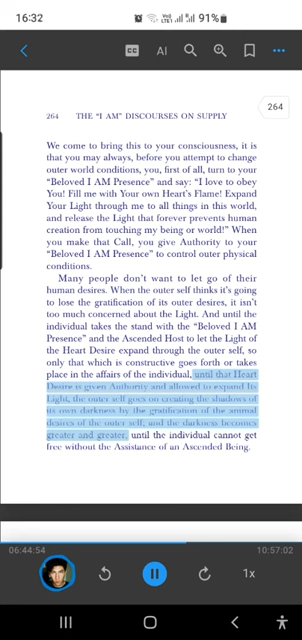 16:32
91%
CC
AI
264
264 THE "I AM" DISCOURSES ON SUPPLY
We come to bring this to your consciousness, it is
that you may always, before you attempt to change
outer world conditions, you, first of all, turn to your
"Beloved I AM Presence" and say: "I love to obey
You! Fill me with Your own Heart's Flame! Expand
Your Light through me to all things in this world,
and release the Light that forever prevents human
creation from touching my being or world!" When
you make that Call, you give Authority to your
"Beloved I AM Presence" to control outer physical
conditions.
Many people don't want to let go of their
human desires. When the outer self thinks it's going
to lose the gratification of its outer desires, it isn't
too much concerned about the Light. And until the
individual takes the stand with the "Beloved I AM
Presence" and the Ascended Host to let the Light of
the Heart Desire expand through the outer self, so
only that which is constructive goes forth or takes
place in the affairs of the individual, until that Heart
Desire is given Authority and allowed to expand Its
Light, the outer self goes on creating the shadows of
its own darkness by the gratification of the animal
desires of the outer self; and the darkness becomes
greater and greater, until the individual cannot get
free without the Assistance of an Ascended Being.
06:44:54
10:57:02
1x